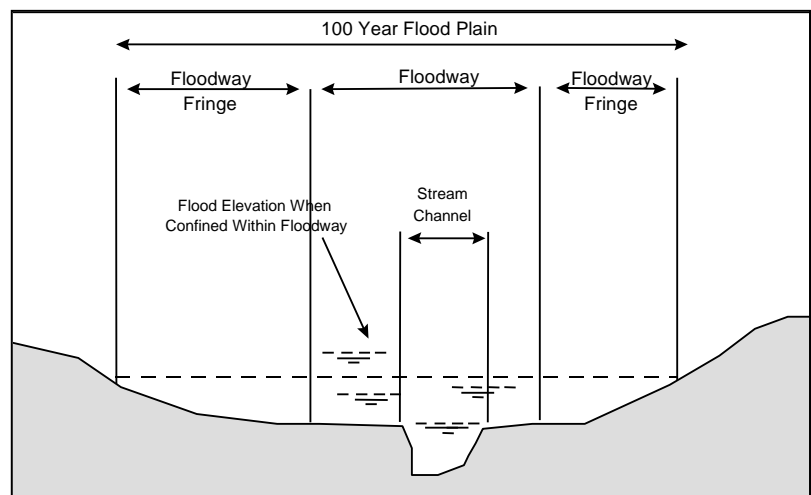 100 Year Flood Plain
Floodway
Fringe
Floodway
Floodway
Fringe
Flood Elevation When
Confined Within Floodway
Stream
Channel